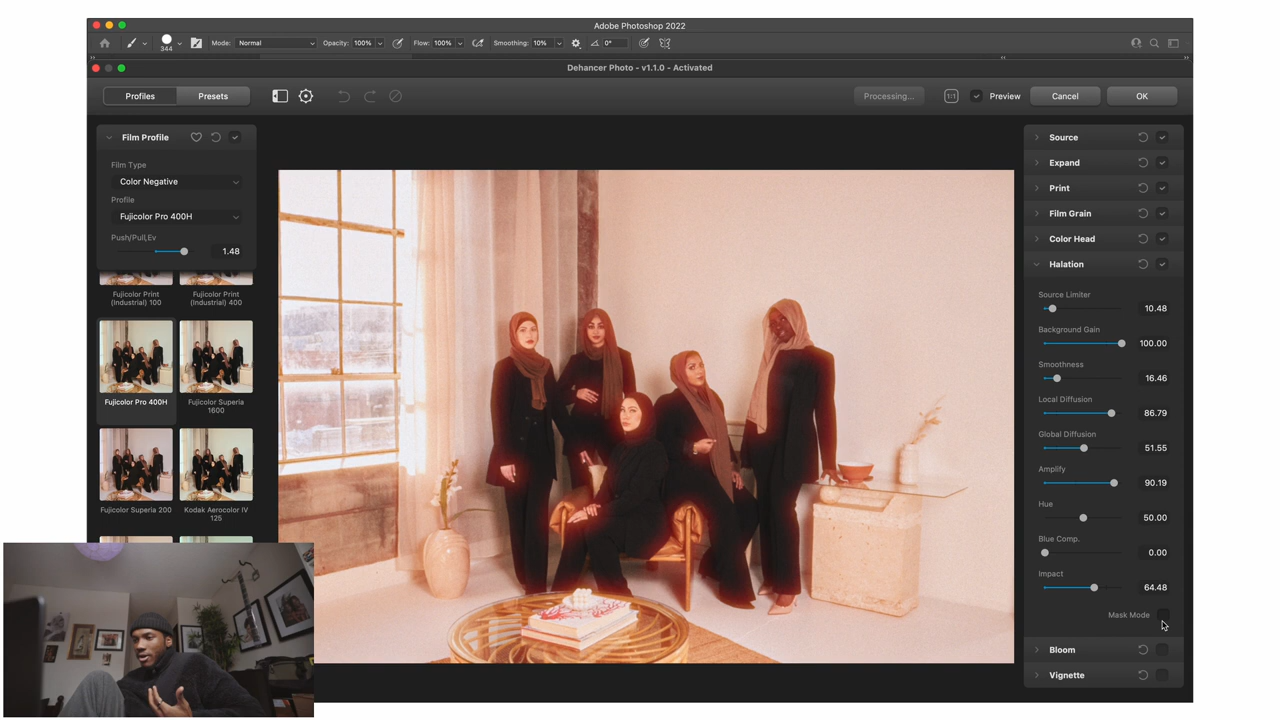 Adobe Photoshop 2022
344
Mode: Normal
Opacity: 100%
Flow: 100%
Smoothing: 10%
0°
Dehancer Photo - v1.1.0 - Activated
Profiles
Presets
Processing...
1:1
Preview
Cancel
OK
Film Profile
Film Type
Color Negative
Profile
Fujicolor Pro 400H
Push/Pull,Ev
1.48
Fujicolor Print
(Industrial) 100
Fujicolor Print
(Industrial) 400
Fujicolor Pro 400H
Fujicolor Superia
1600
Fujicolor Superia 200
Kodak Aerocolor IV
125
Source
Expand
Print
Film Grain
Color Head
Halation
Source Limiter
10.48
Background Gain
100.00
Smoothness
16.46
Local Diffusion
86.79
Global Diffusion
51.55
Amplify
90.19
Hue
50.00
Blue Comp.
0.00
Impact
64.48
Mask Mode
Bloom
Vignette